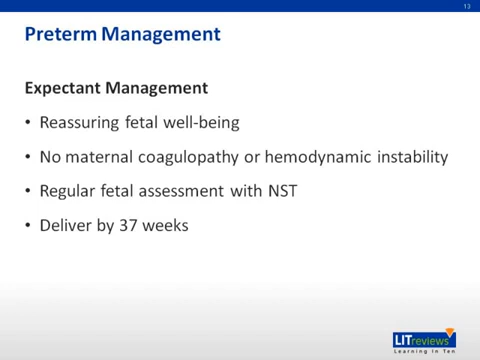 13
Preterm Management
Expectant Management
• Reassuring fetal well-being
• No maternal coagulopathy or hemodynamic instability
• Regular fetal assessment with NST
• Deliver by 37 weeks
LITreviews
Learning In Ten